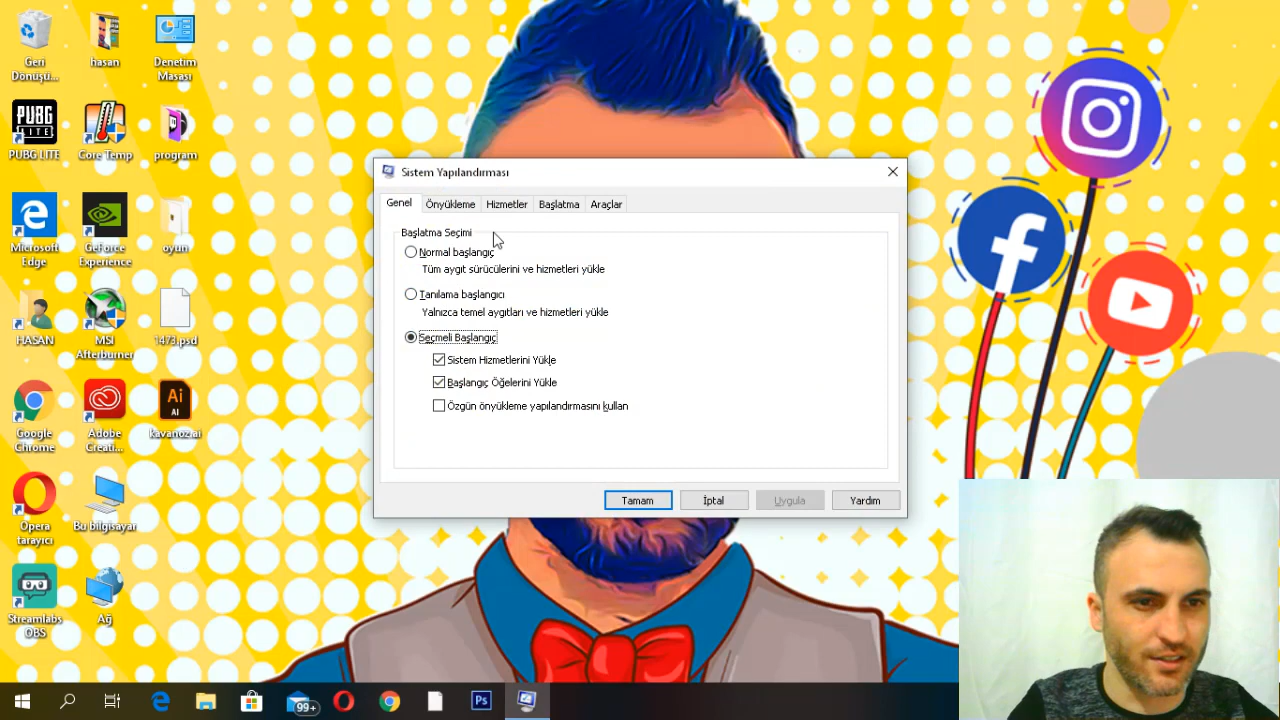 Geri
Dönüşü...
hasan
Denetim
Masası
PUBG
LITE
PUBG LITE
Core Temp
program
Microsoft
Edge
GeForce
Experience
oyun
HASAN
MSI
Afterburner
1473.psd
Google
Chrome
Adobe
Creati...
Ai
AI
kavanoz.ai
Opera
tarayıcı
Bu bilgisayar
Streamlabs
OBS
Ağ
Sistem Yapılandırması
Genel Önyükleme Hizmetler Başlatma Araçlar
Başlatma Seçimi
Normal başlangıç
Tüm aygıt sürücülerini ve hizmetleri yükle
Tanılama başlangıcı
Yalnızca temel aygıtları ve hizmetleri yükle
Seçmeli Başlangıç
Sistem Hizmetlerini Yükle
Başlangıç Öğelerini Yükle
Özgün önyükleme yapılandırmasını kullan
Tamam İptal Uygula Yardım
99+
Ps